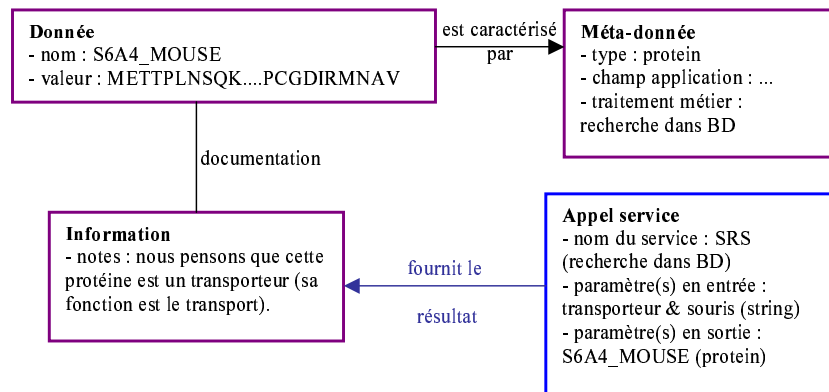 Donnée
- nom : S6A4_MOUSE
- valeur : METTPLNSQK....PCGDIRMNAV
est caractérisé
par
Méta-donnée
- type : protein
- champ application : ...
- traitement métier :
recherche dans BD
documentation
Information
- notes : nous pensons que cette
protéine est un transporteur (sa
fonction est le transport).
fournit le
résultat
Appel service
- nom du service : SRS
(recherche dans BD)
- paramètre(s) en entrée :
transporteur & souris (string)
- paramètre(s) en sortie :
S6A4_MOUSE (protein)